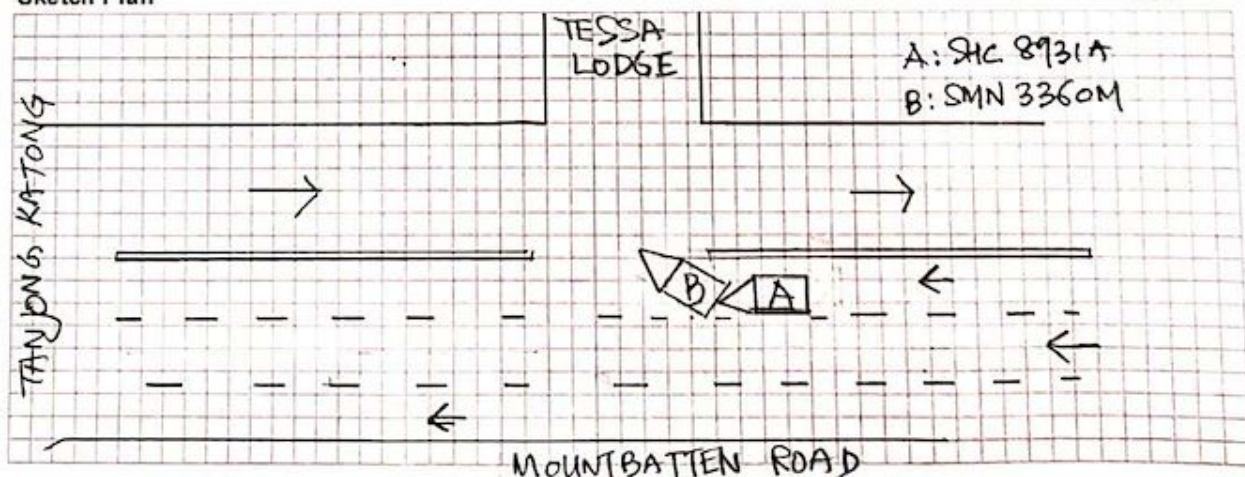 Sketch Plan
TESSA
LODGE
A: SHC 8931A
B: SMN 3360M
TANJONG KATONG
B
A
MOUNTBATTEN ROAD